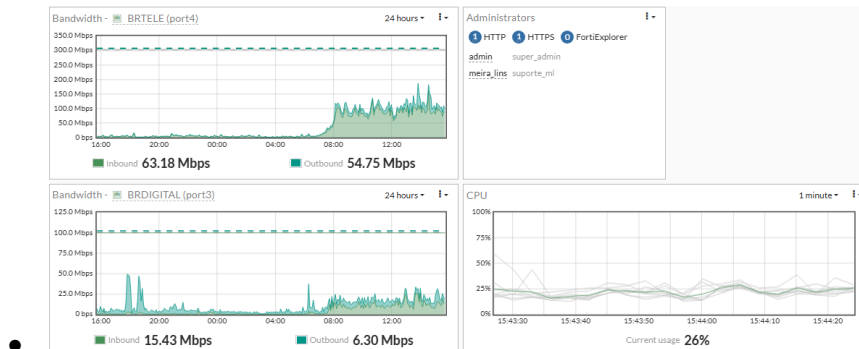 Bandwidth - BRTELE (port4) 24 hours
350.0 Mbps
300.0 Mbps
250.0 Mbps
200.0 Mbps
150.0 Mbps
100.0 Mbps
50.0 Mbps
0 bps
16:00 20:00 00:00 04:00 08:00 12:00
Inbound 63.18 Mbps Outbound 54.75 Mbps
Administrators
1 HTTP 1 HTTPS 0 FortiExplorer
admin super_admin
meira_lins suporte_ml
Bandwidth - BRDIGITAL (port3) 24 hours
125.0 Mbps
100.0 Mbps
75.0 Mbps
50.0 Mbps
25.0 Mbps
0 bps
16:00 20:00 00:00 04:00 08:00 12:00
Inbound 15.43 Mbps Outbound 6.30 Mbps
CPU 1 minute
100%
75%
50%
25%
0%
15:43:30 15:43:40 15:43:50 15:44:00 15:44:10 15:44:20
Current usage 26%